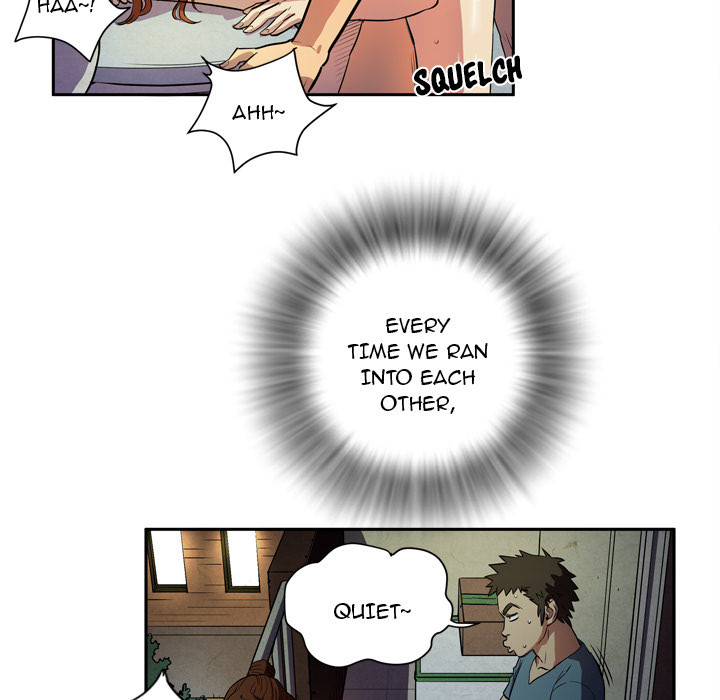 HAA~!
SQUELCH
AHH~
EVERY
TIME WE RAN
INTO EACH
OTHER,
QUIET~